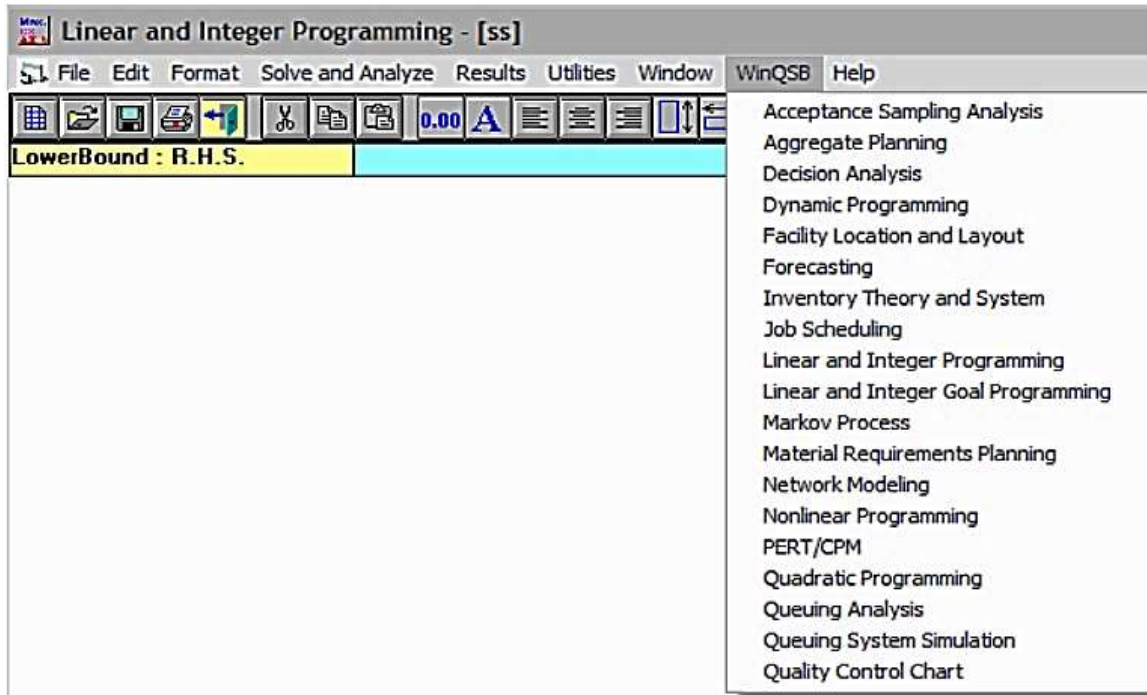 Linear and Integer Programming - [ss]
File Edit Format Solve and Analyze Results Utilities Window WinQSB Help
0.00 A
LowerBound : R.H.S.
Acceptance Sampling Analysis
Aggregate Planning
Decision Analysis
Dynamic Programming
Facility Location and Layout
Forecasting
Inventory Theory and System
Job Scheduling
Linear and Integer Programming
Linear and Integer Goal Programming
Markov Process
Material Requirements Planning
Network Modeling
Nonlinear Programming
PERT/CPM
Quadratic Programming
Queuing Analysis
Queuing System Simulation
Quality Control Chart